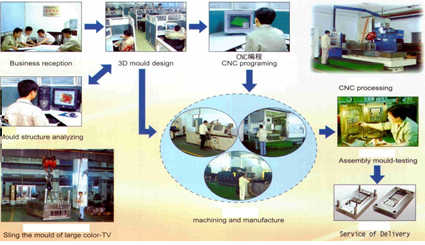 Business reception
3D mould design
CNC编程
CNC programing
CNC processing
Mould structure analyzing
Assembly mould-testing
machining and manufacture
Sling the mould of large color-TV
Service of Delivery